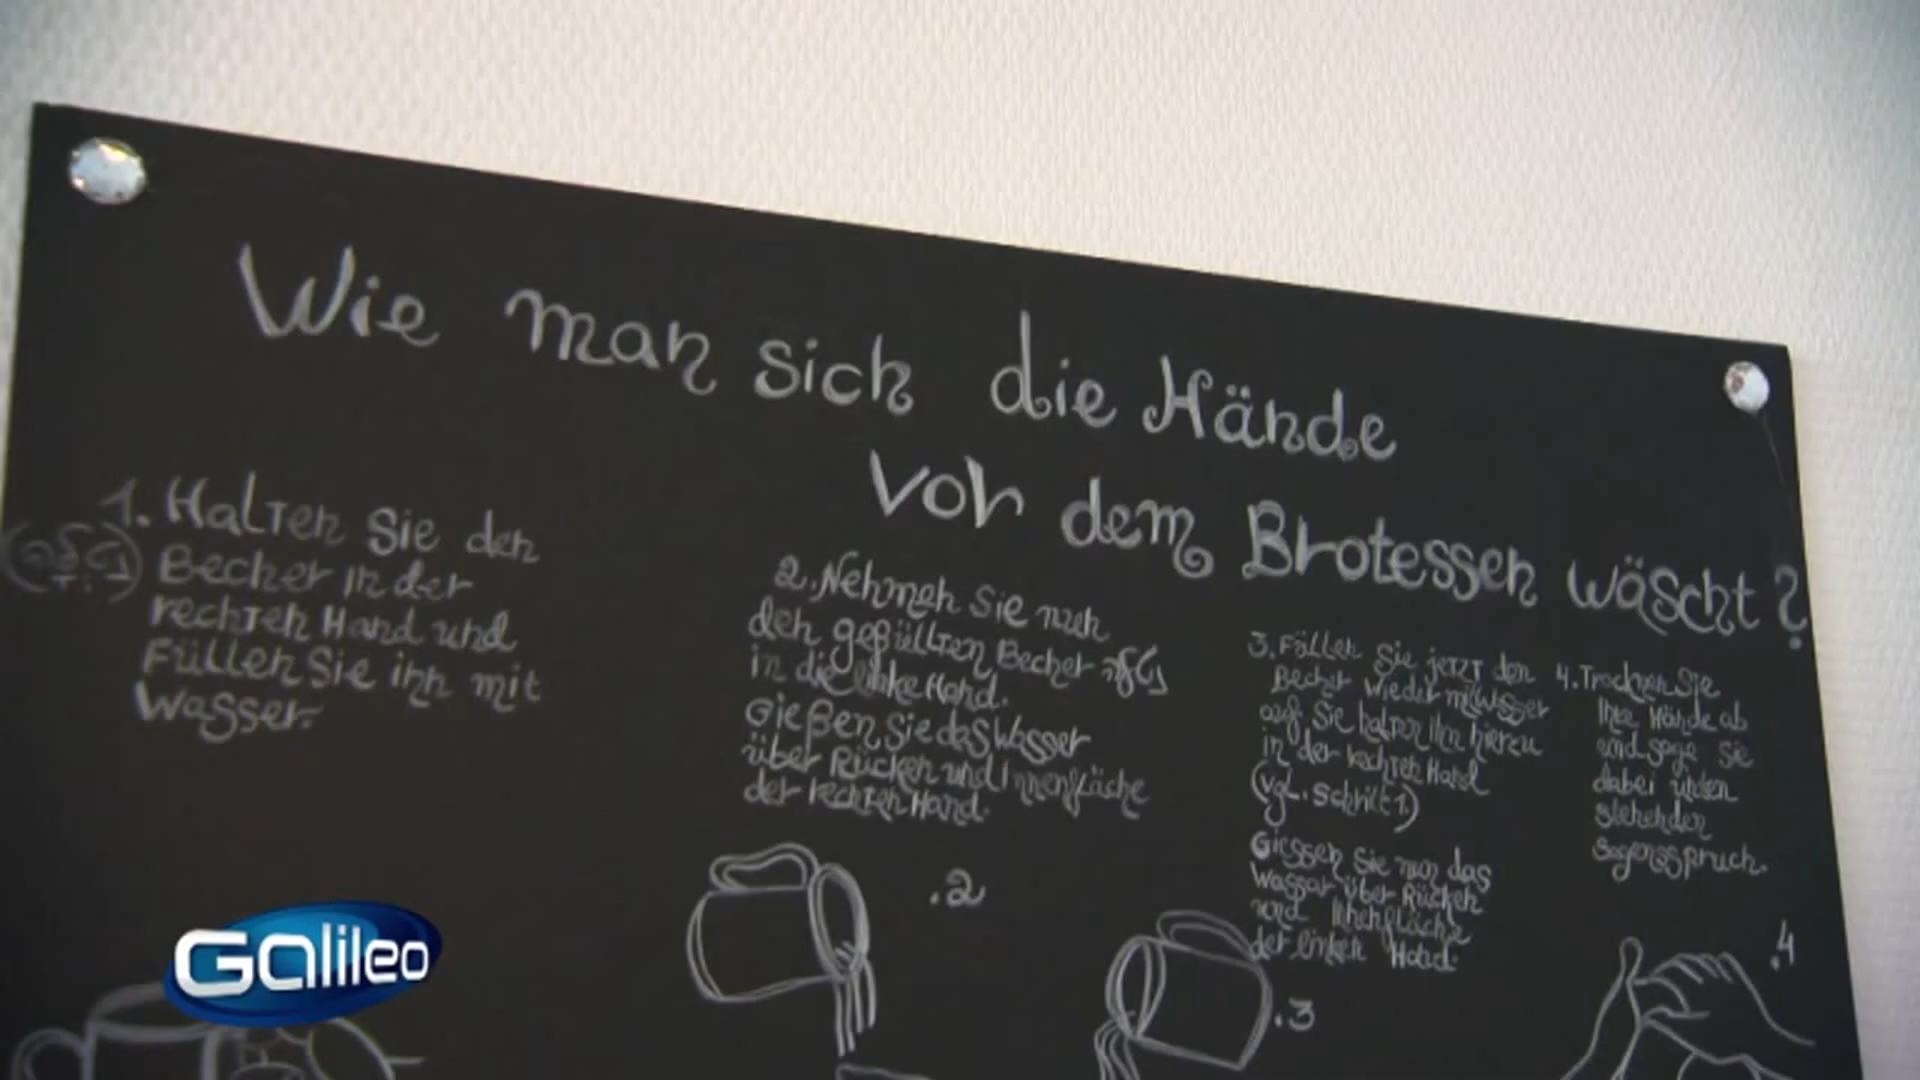 Wie man sich die Hände
vor dem Brotessen wäscht?
1. Halten Sie den
Becher in der
rechten Hand und
Füllen Sie ihn mit
Wasser.
2. Nehmen Sie nun
den gefüllten Becher
in die linke Hand.
Gießen Sie das Wasser
über Rücken und Innenfläche
der rechten Hand.
3. Füllen Sie jetzt den
Becher wieder mit Wasser
auf. Sie halten ihn hierzu
in der rechten Hand
(vgl. Schritt 1.)
Giessen Sie nun das
Wasser über Rücken
und Innenfläche
der linken Hand.
4. Trocknen Sie
Ihre Hände ab
und sage Sie
dabei unten
stehenden
Segensspruch.
.2
.3
.4
Galileo